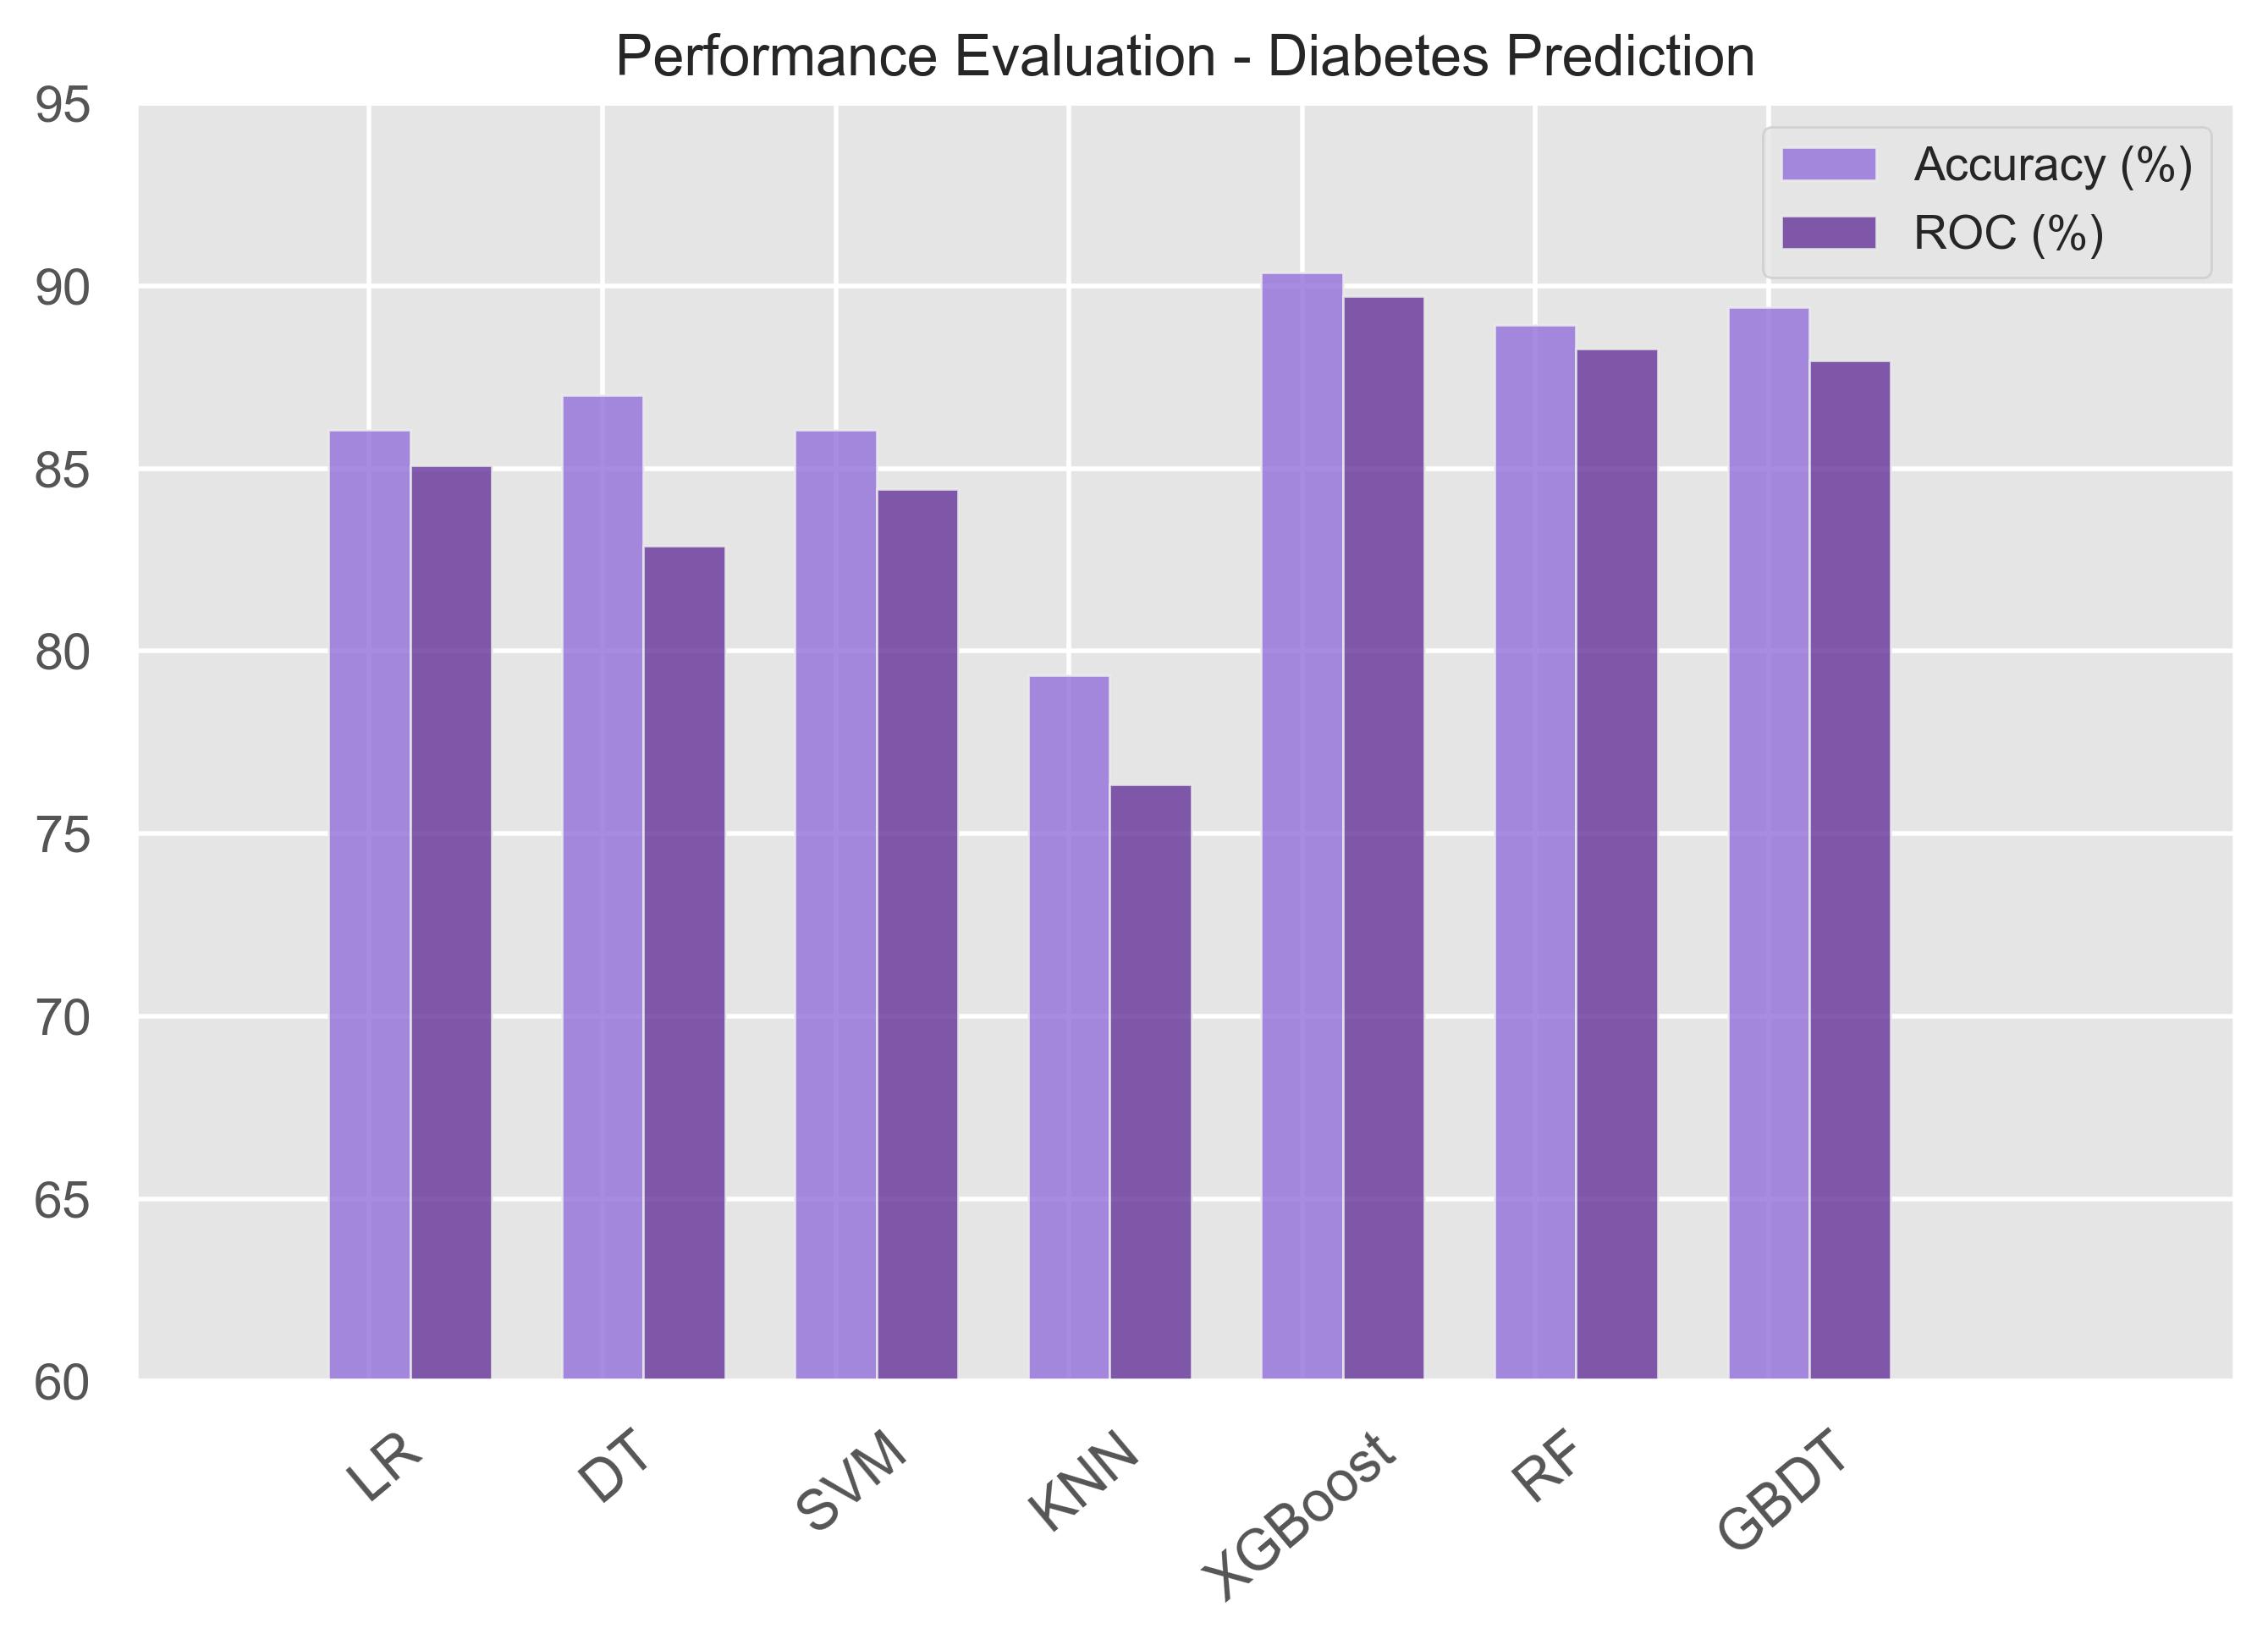 Performance Evaluation - Diabetes Prediction
95
90
85
80
75
70
65
60
Accuracy (%)
ROC (%)
LR
DT
SVM
KNN
XGBoost
RF
GBDT